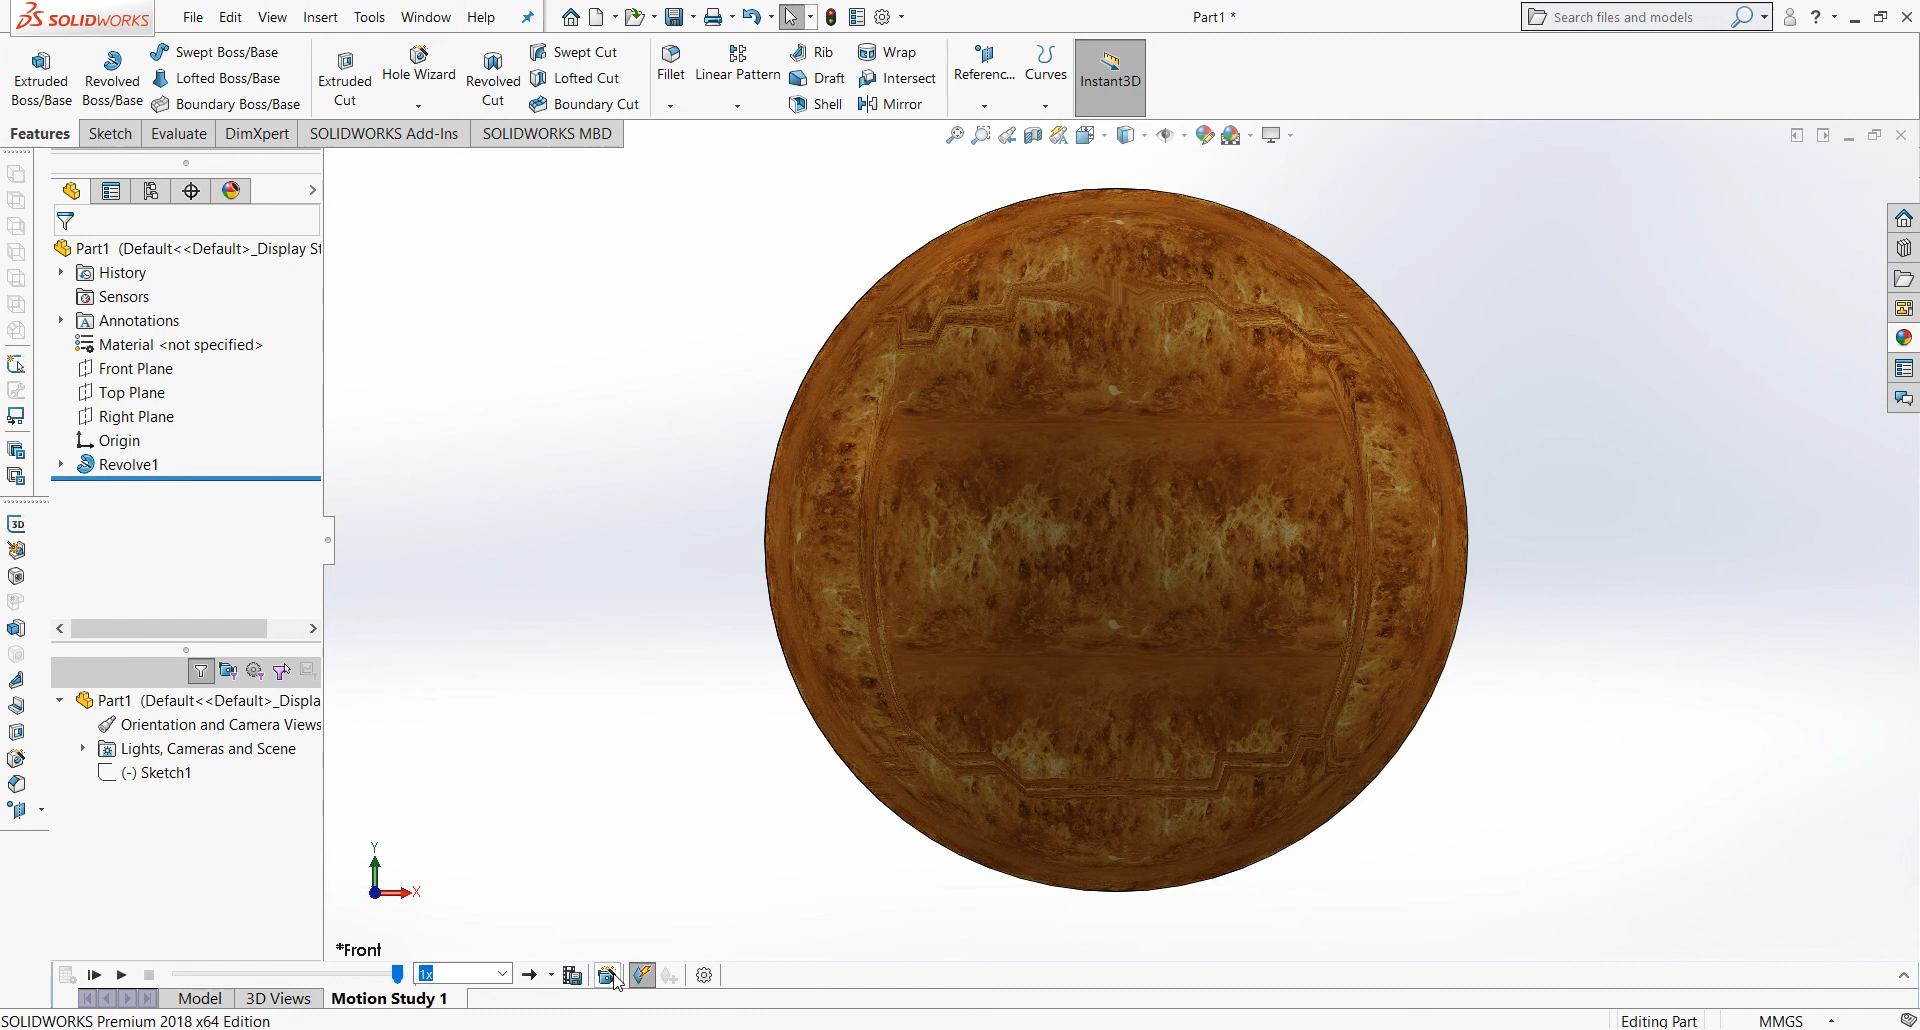 SOLIDWORKS File Edit View Insert Tools Window Help Part1 * Search files and models
Extruded Boss/Base
Revolved Boss/Base
Swept Boss/Base
Lofted Boss/Base
Boundary Boss/Base
Extruded Cut
Hole Wizard
Revolved Cut
Swept Cut
Lofted Cut
Boundary Cut
Fillet
Linear Pattern
Rib
Draft
Shell
Wrap
Intersect
Mirror
Referenc...
Curves
Instant3D
Features Sketch Evaluate DimXpert SOLIDWORKS Add-Ins SOLIDWORKS MBD
Part1 (Default<<Default>_Display St
History
Sensors
Annotations
Material <not specified>
Front Plane
Top Plane
Right Plane
Origin
Revolve1
3D
Part1 (Default<<Default>_Displa
Orientation and Camera Views
Lights, Cameras and Scene
(-) Sketch1
Y
X
*Front
1x
Model 3D Views Motion Study 1
SOLIDWORKS Premium 2018 x64 Edition Editing Part MMGS